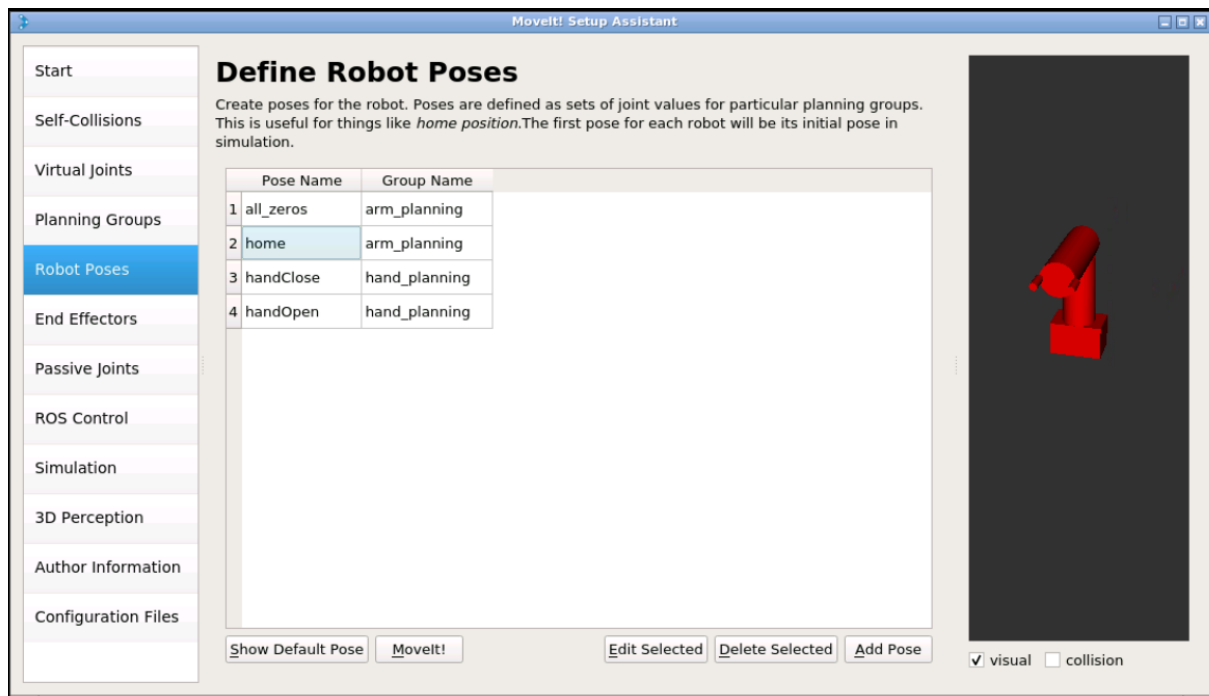 MoveIt! Setup Assistant
Start
Self-Collisions
Virtual Joints
Planning Groups
Robot Poses
End Effectors
Passive Joints
ROS Control
Simulation
3D Perception
Author Information
Configuration Files
Define Robot Poses
Create poses for the robot. Poses are defined as sets of joint values for particular planning groups.
This is useful for things like home position.The first pose for each robot will be its initial pose in
simulation.
Pose Name Group Name
1 all_zeros arm_planning
2 home arm_planning
3 handClose hand_planning
4 handOpen hand_planning
Show Default Pose MoveIt! Edit Selected Delete Selected Add Pose
visual collision